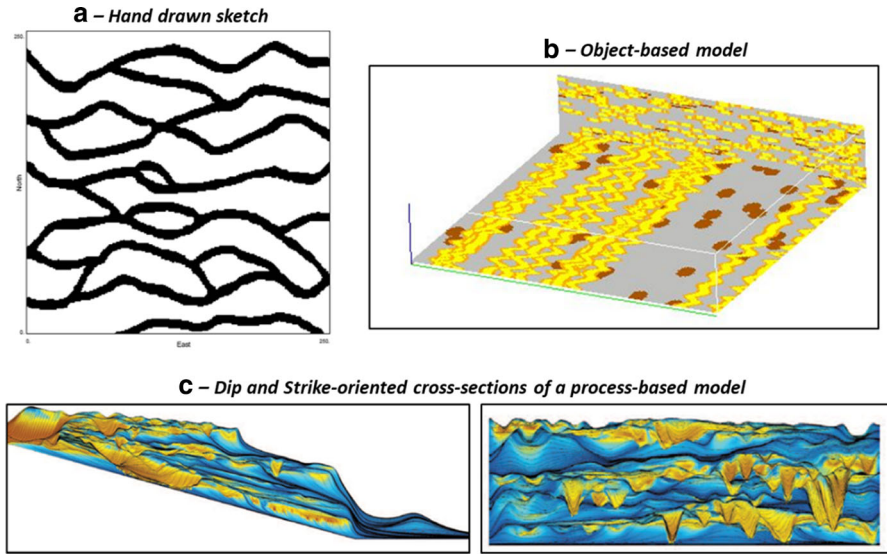 a – Hand drawn sketch
250.
North
0.
0.
East
250.
b – Object-based model
c – Dip and Strike-oriented cross-sections of a process-based model